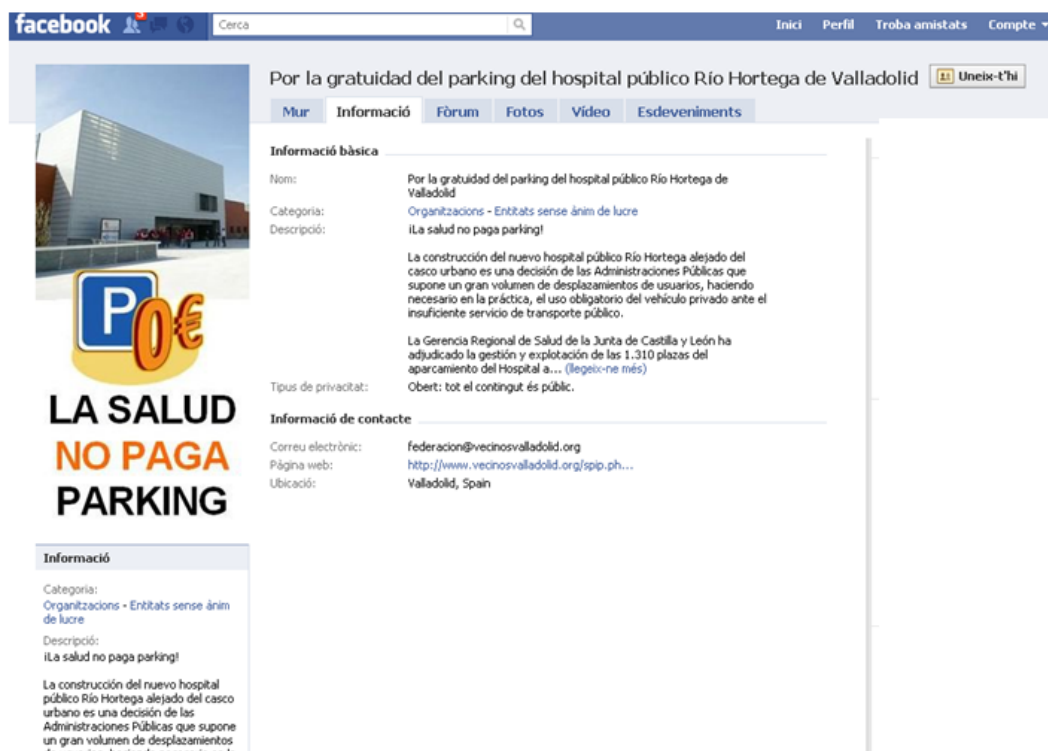 facebook
3
Cerca
Inici Perfil Troba amistats Compte
Por la gratuidad del parking del hospital público Río Hortega de Valladolid
Uneix-t'hi
Mur Informació Fòrum Fotos Vídeo Esdeveniments
Informació bàsica
Nom: Por la gratuidad del parking del hospital público Río Hortega de
Valladolid
Categoria: Organitzacions - Entitats sense ànim de lucre
Descripció: ¡La salud no paga parking!
La construcción del nuevo hospital público Río Hortega alejado del
casco urbano es una decisión de las Administraciones Públicas que
supone un gran volumen de desplazamientos de usuarios, haciendo
necesario en la práctica, el uso obligatorio del vehículo privado ante el
insuficiente servicio de transporte público.
La Gerencia Regional de Salud de la Junta de Castilla y León ha
adjudicado la gestión y explotación de las 1.310 plazas del
aparcamiento del Hospital a... (llegeix-ne més)
Tipus de privacitat: Obert: tot el contingut és públic.
Informació de contacte
Correu electrònic: federacion@vecinosvalladolid.org
Pàgina web: http://www.vecinosvalladolid.org/spip.ph...
Ubicació: Valladolid, Spain
P0€
LA SALUD
NO PAGA
PARKING
Informació
Categoria:
Organitzacions - Entitats sense ànim
de lucre
Descripció:
¡La salud no paga parking!
La construcción del nuevo hospital
público Río Hortega alejado del casco
urbano es una decisión de las
Administraciones Públicas que supone
un gran volumen de desplazamientos